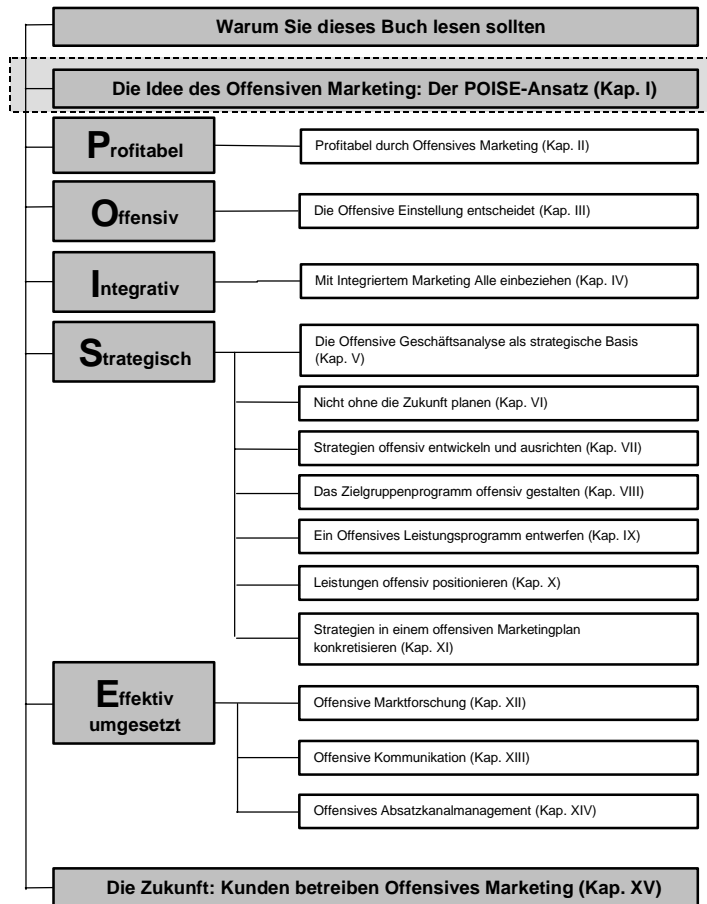 Warum Sie dieses Buch lesen sollten
Die Idee des Offensiven Marketing: Der POISE-Ansatz (Kap. I)
Profitabel
Profitabel durch Offensives Marketing (Kap. II)
Offensiv
Die Offensive Einstellung entscheidet (Kap. III)
Integrativ
Mit Integriertem Marketing Alle einbeziehen (Kap. IV)
Strategisch
Die Offensive Geschäftsanalyse als strategische Basis
(Kap. V)
Nicht ohne die Zukunft planen (Kap. VI)
Strategien offensiv entwickeln und ausrichten (Kap. VII)
Das Zielgruppenprogramm offensiv gestalten (Kap. VIII)
Ein Offensives Leistungsprogramm entwerfen (Kap. IX)
Leistungen offensiv positionieren (Kap. X)
Strategien in einem offensiven Marketingplan
konkretisieren (Kap. XI)
Effektiv
umgesetzt
Offensive Marktforschung (Kap. XII)
Offensive Kommunikation (Kap. XIII)
Offensives Absatzkanalmanagement (Kap. XIV)
Die Zukunft: Kunden betreiben Offensives Marketing (Kap. XV)